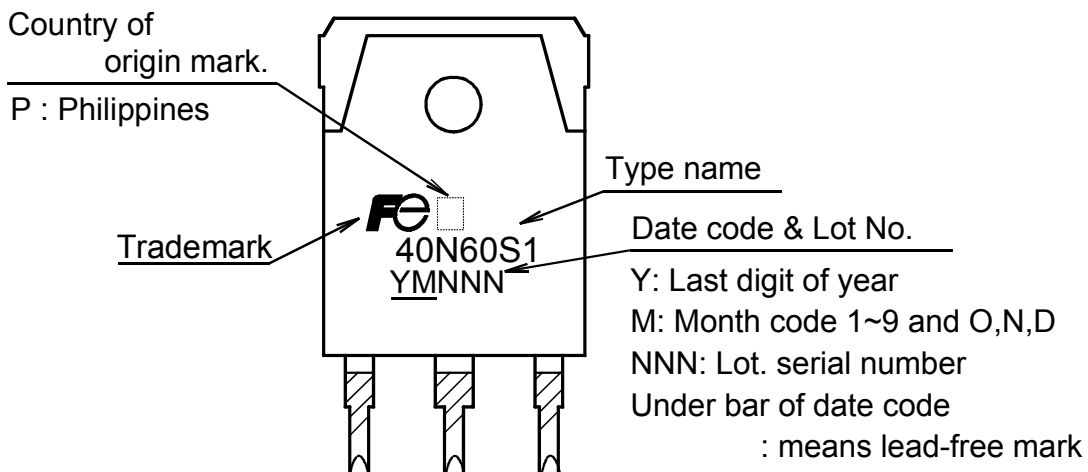 Country of
origin mark.
P : Philippines
Type name
Fe
40N60S1
YMNNN
Trademark
Date code & Lot No.
Y: Last digit of year
M: Month code 1~9 and O,N,D
NNN: Lot. serial number
Under bar of date code
: means lead-free mark